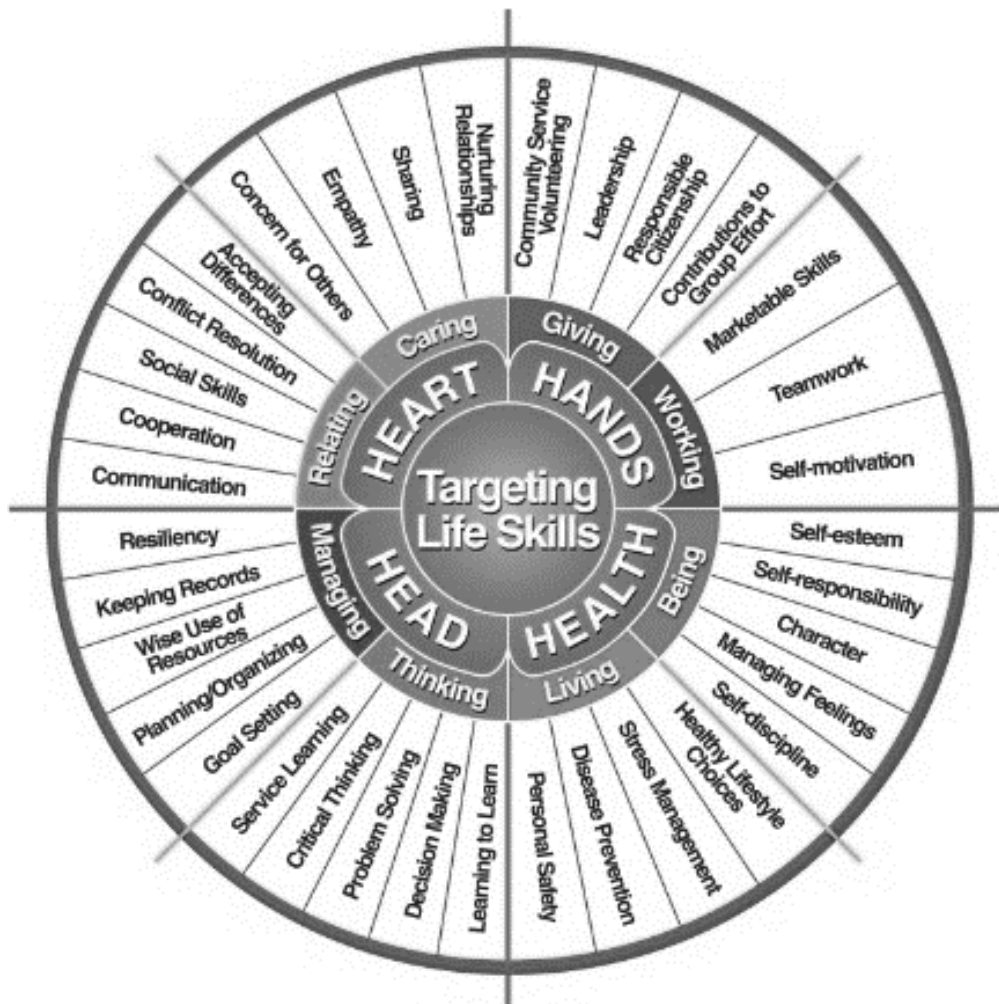 Targeting
Life Skills
HEART
HANDS
HEALTH
HEAD
Caring
Giving
Working
Being
Living
Thinking
Managing
Relating
Nurturing
Relationships
Sharing
Empathy
Concern for Others
Community Service
Volunteering
Leadership
Responsible
Citizenship
Contributions to
Group Effort
Marketable Skills
Teamwork
Self-motivation
Self-esteem
Self-responsibility
Character
Managing Feelings
Self-discipline
Healthy Lifestyle
Choices
Stress Management
Disease Prevention
Personal Safety
Learning to Learn
Decision Making
Problem Solving
Critical Thinking
Service Learning
Goal Setting
Planning/Organizing
Wise Use of
Resources
Keeping Records
Resiliency
Communication
Cooperation
Social Skills
Conflict Resolution
Accepting
Differences